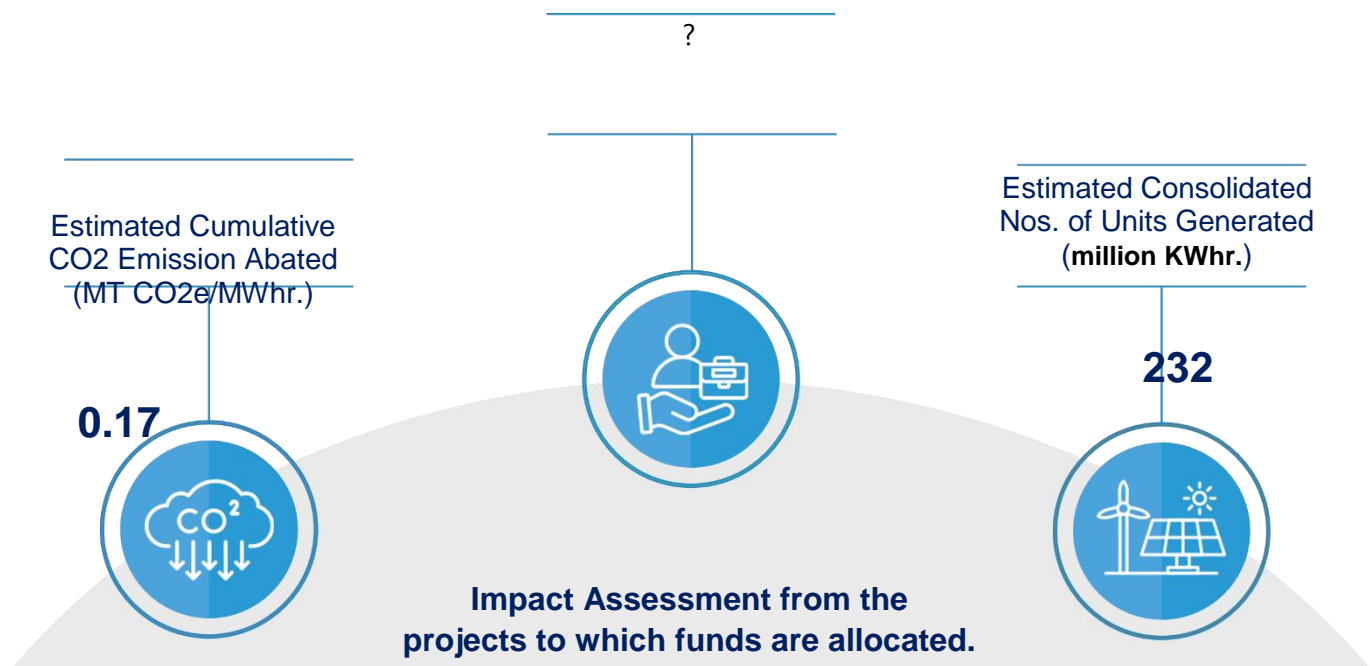 ?
Estimated Cumulative
CO2 Emission Abated
(MT CO2e/MWhr.)
0.17
Estimated Consolidated
Nos. of Units Generated
(million KWhr.)
232
CO²
Impact Assessment from the
projects to which funds are allocated.